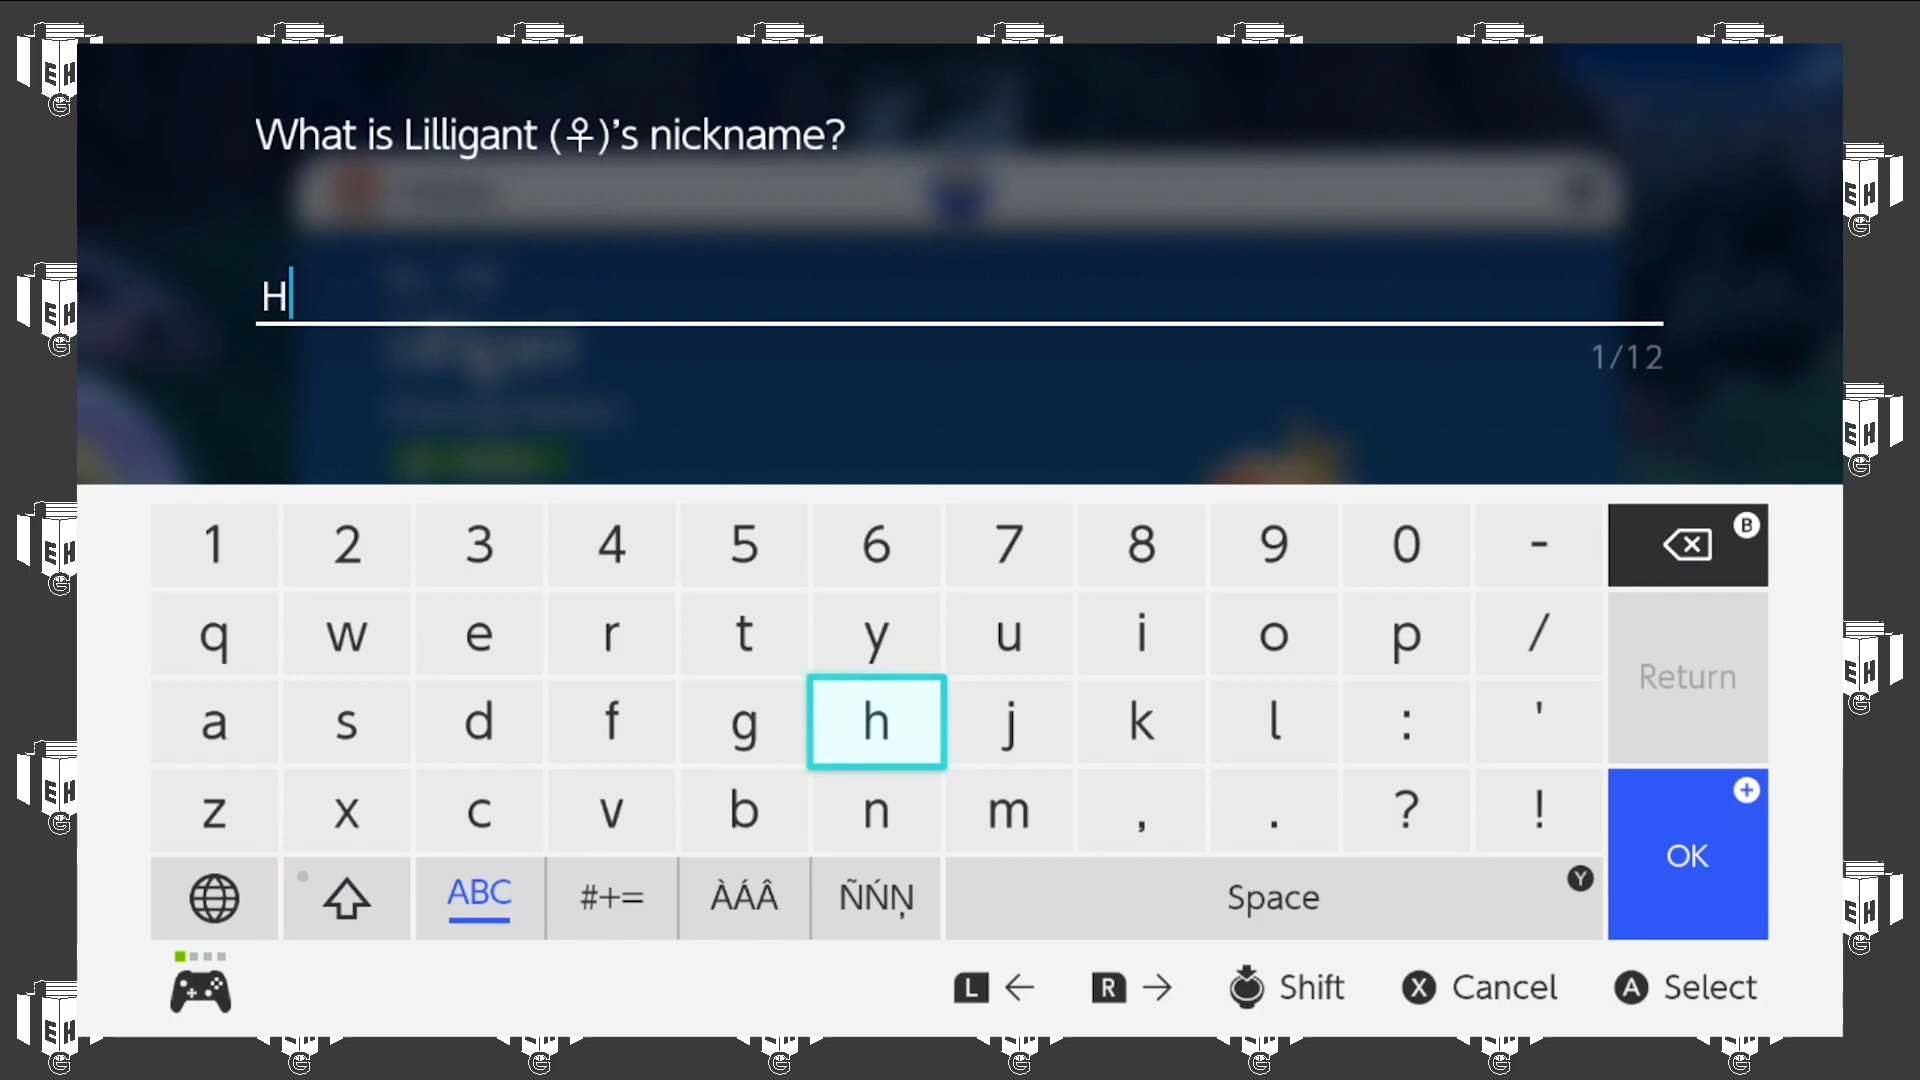 What is Lilligant (♀)'s nickname?
H
1/12
1 2 3 4 5 6 7 8 9 0 - B
q w e r t y u i o p /
Return
a s d f g h j k l : '
z x c v b n m , . ? ! +
OK
ABC #+= ÀÁÂ ÑŃŅ Space Y
L ← R → Shift X Cancel A Select
EH
G